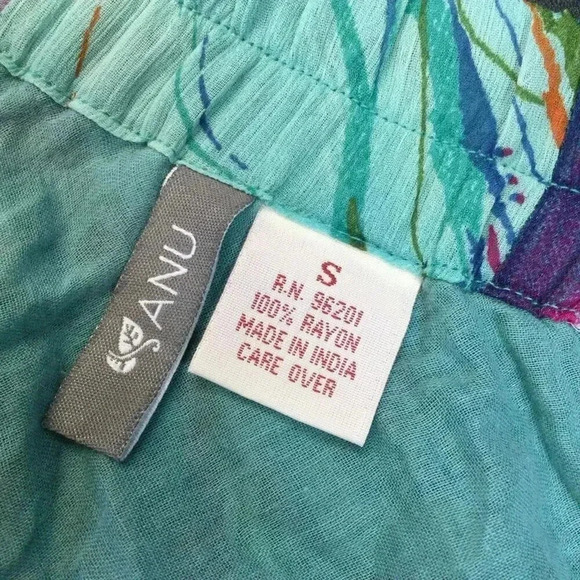 ANU
S
R.N. 96201
100% RAYON
MADE IN INDIA
CARE OVER